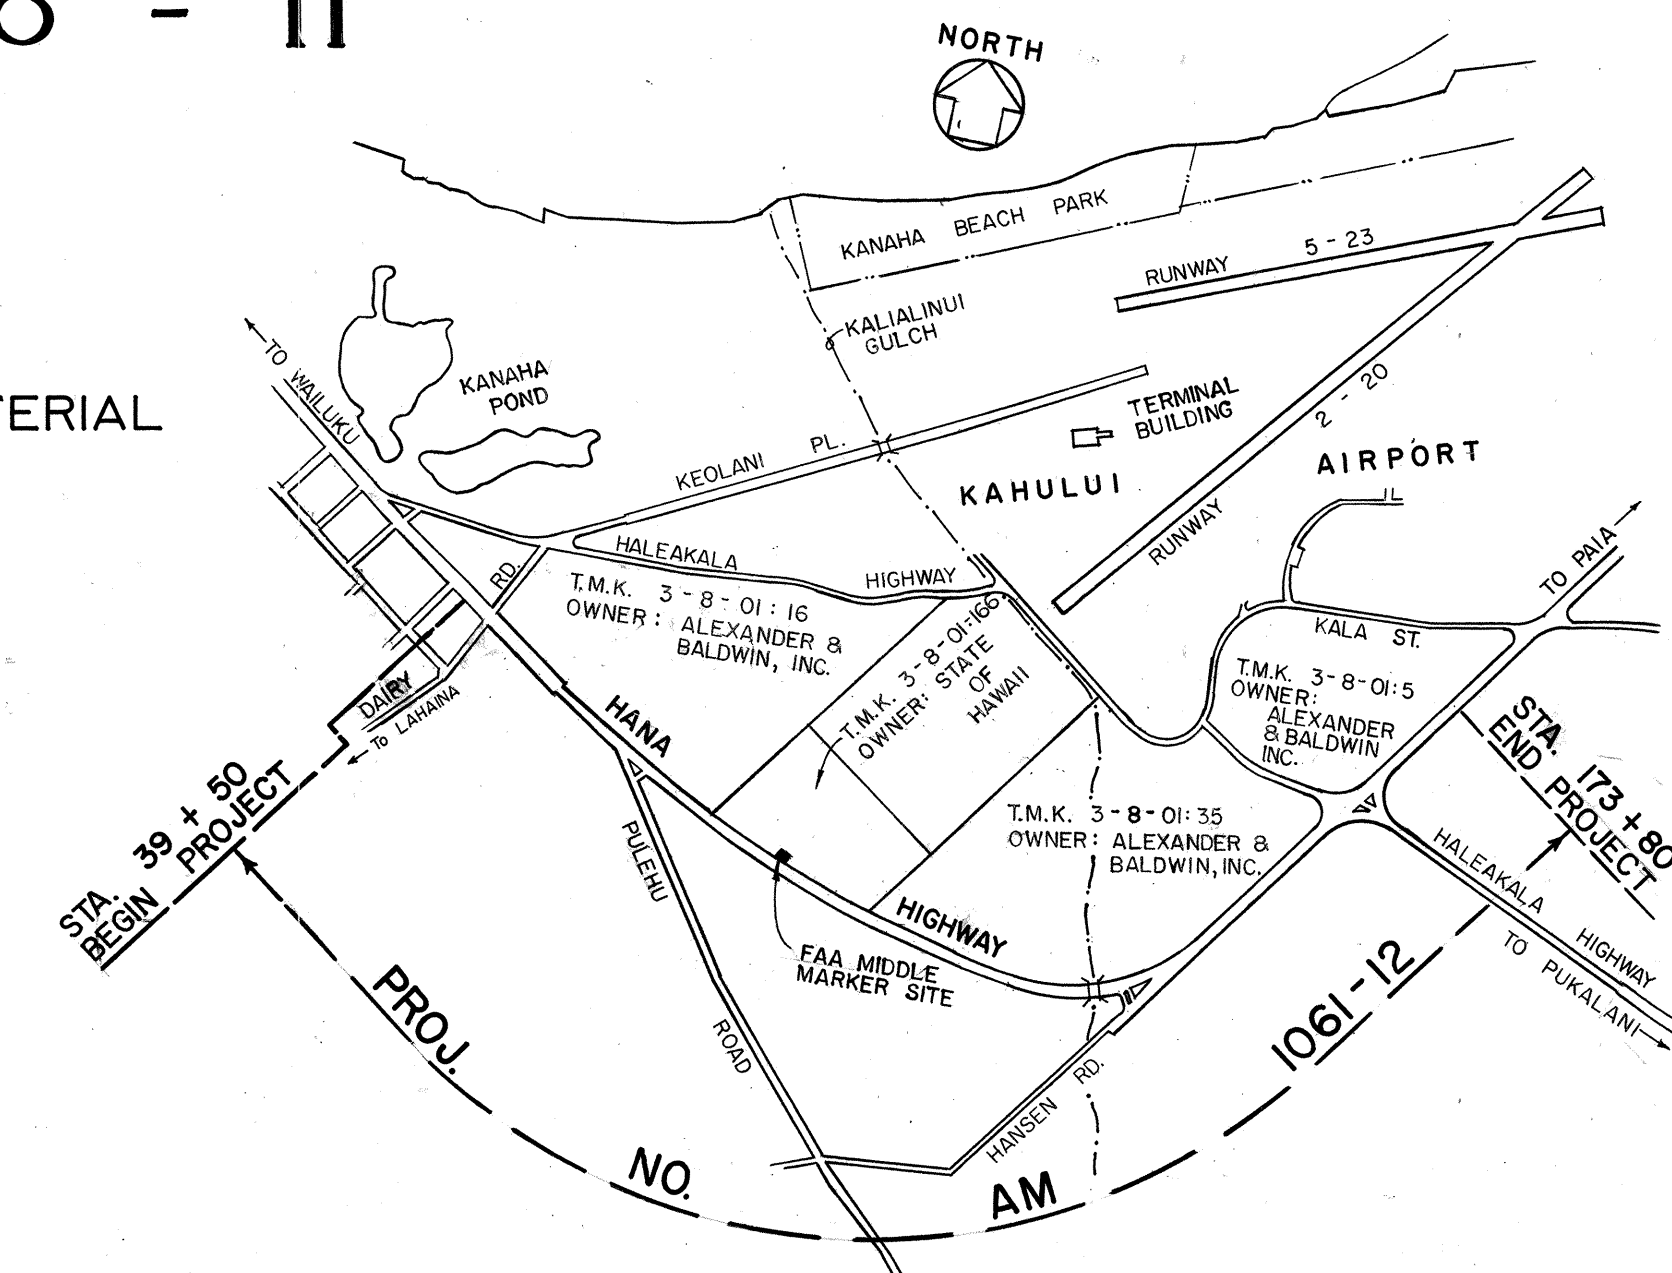 - 11
NORTH
KANAHA BEACH PARK
RUNWAY 5 - 23
KALIALINUI
GULCH
TO WAILUKU
KANAHA
POND
TERMINAL
BUILDING
RUNWAY 2 - 20
TERIAL
KEOLANI PL.
KAHULUI AIRPORT
HALEAKALA HIGHWAY
RD.
T.M.K. 3-8-01:16
OWNER: ALEXANDER &
BALDWIN, INC.
T.M.K. 3-8-01:166
OWNER: STATE
OF
HAWAII
TO PAIA
KALA ST.
T.M.K. 3-8-01:5
OWNER:
ALEXANDER
& BALDWIN
INC.
DAIRY
To LAHAINA
HANA
STA. 39 + 50
BEGIN PROJECT
STA. 173 + 80
END PROJECT
T.M.K. 3-8-01:35
OWNER: ALEXANDER &
BALDWIN, INC.
PULEHU
HIGHWAY
HALEAKALA HIGHWAY
TO PUKALANI
FAA MIDDLE
MARKER SITE
ROAD
HANSEN RD.
PROJ. NO. AM 1061-12